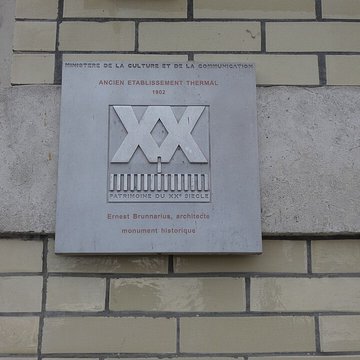 MINISTERE DE LA CULTURE ET DE LA COMMUNICATION
ANCIEN ETABLISSEMENT THERMAL
1902
XX
PATRIMOINE DU XXe SIECLE
Ernest Brunnarius, architecte
monument historique